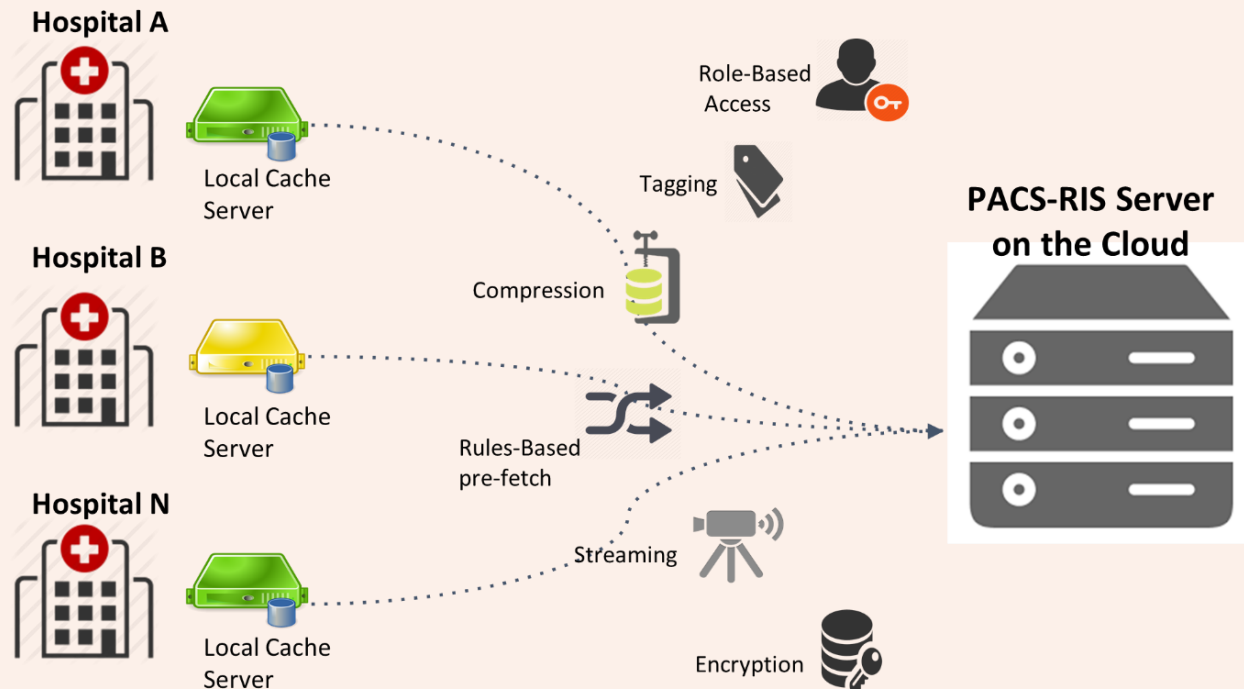 Hospital A
Local Cache
Server
Role-Based
Access
Tagging
PACS-RIS Server
on the Cloud
Hospital B
Compression
Local Cache
Server
Rules-Based
pre-fetch
Hospital N
Streaming
Local Cache
Server
Encryption